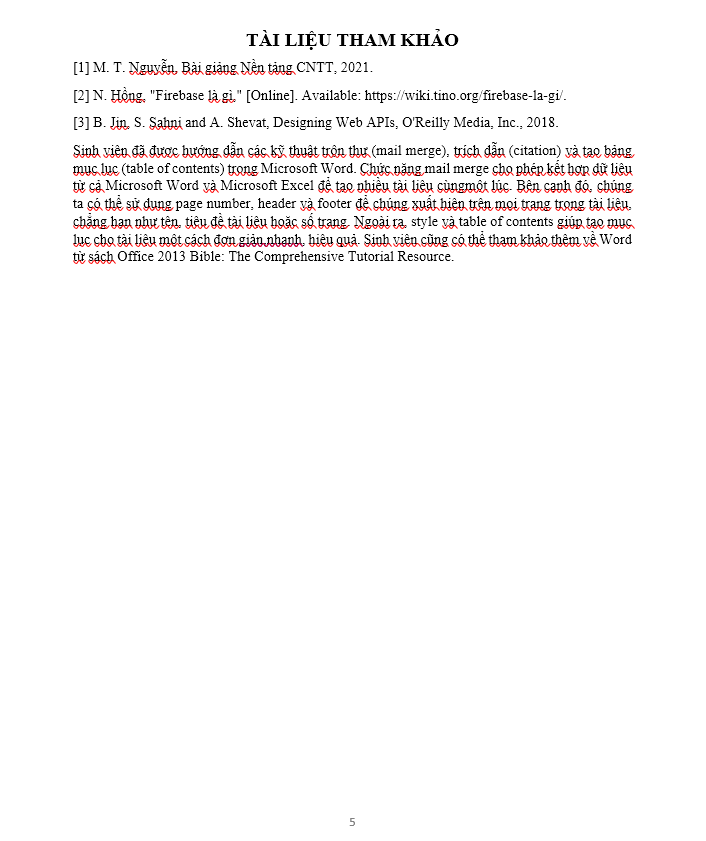 TÀI LIỆU THAM KHẢO
[1] M. T. Nguyễn, Bài giảng Nền tảng CNTT, 2021.
[2] N. Hồng, "Firebase là gì," [Online]. Available: https://wiki.tino.org/firebase-la-gi/.
[3] B. Jin, S. Sahni and A. Shevat, Designing Web APIs, O'Reilly Media, Inc., 2018.
Sinh viên đã được hướng dẫn các kỹ thuật trộn thư (mail merge), trích dẫn (citation) và tạo bảng
mục lục (table of contents) trong Microsoft Word. Chức năng mail merge cho phép kết hợp dữ liệu
từ cả Microsoft Word và Microsoft Excel để tạo nhiều tài liệu cùngmột lúc. Bên cạnh đó, chúng
ta có thể sử dụng page number, header và footer để chúng xuất hiện trên mọi trang trong tài liệu,
chẳng hạn như tên, tiêu đề tài liệu hoặc số trang. Ngoài ra, style và table of contents giúp tạo mục
lục cho tài liệu một cách đơn giản,nhanh, hiệu quả. Sinh viên cũng có thể tham khảo thêm về Word
từ sách Office 2013 Bible: The Comprehensive Tutorial Resource.
5